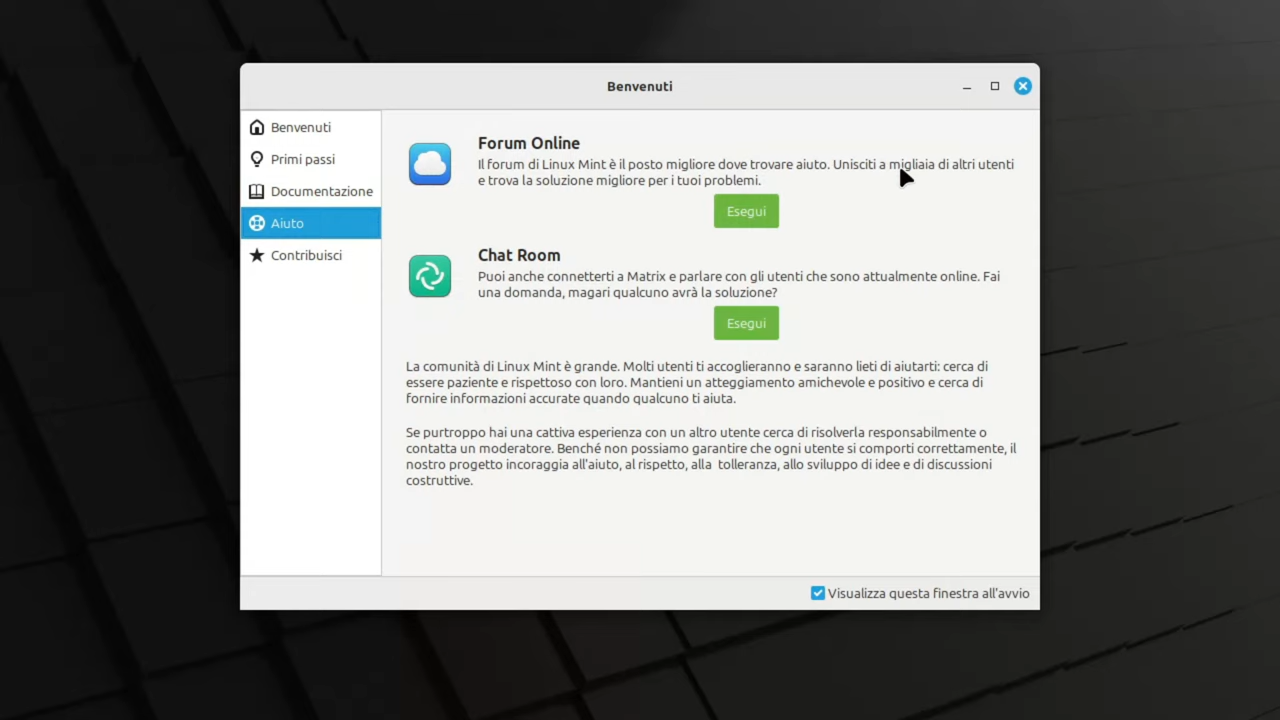 Benvenuti
Benvenuti
Primi passi
Documentazione
Aiuto
Contribuisci
Forum Online
Il forum di Linux Mint è il posto migliore dove trovare aiuto. Unisciti a migliaia di altri utenti
e trova la soluzione migliore per i tuoi problemi.
Esegui
Chat Room
Puoi anche connetterti a Matrix e parlare con gli utenti che sono attualmente online. Fai
una domanda, magari qualcuno avrà la soluzione?
Esegui
La comunità di Linux Mint è grande. Molti utenti ti accoglieranno e saranno lieti di aiutarti: cerca di
essere paziente e rispettoso con loro. Mantieni un atteggiamento amichevole e positivo e cerca di
fornire informazioni accurate quando qualcuno ti aiuta.
Se purtroppo hai una cattiva esperienza con un altro utente cerca di risolverla responsabilmente o
contatta un moderatore. Benché non possiamo garantire che ogni utente si comporti correttamente, il
nostro progetto incoraggia all'aiuto, al rispetto, alla  tolleranza, allo sviluppo di idee e di discussioni
costruttive.
Visualizza questa finestra all'avvio